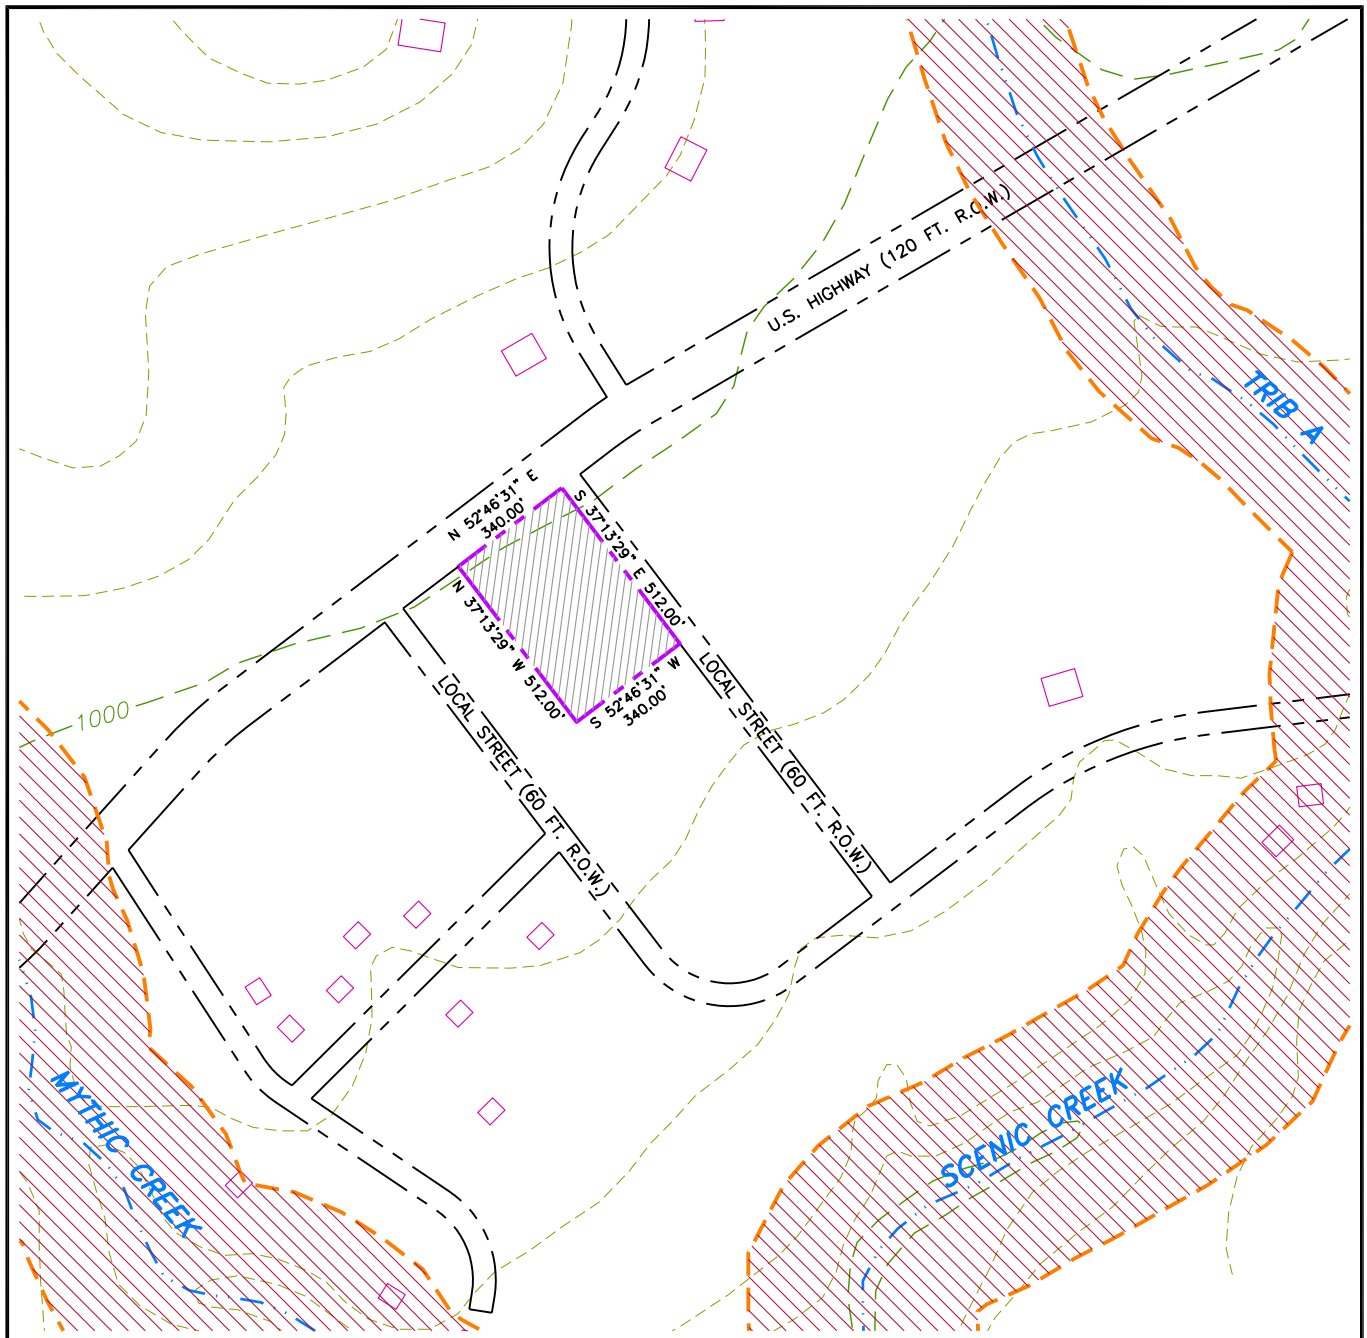 U.S. HIGHWAY (120 FT. R.O.W.)
TRIB A
N 52°46'31" E
340.00'
S 37°13'29" E 512.00'
N 37°13'29" W 512.00'
S 52°46'31" W
340.00'
LOCAL STREET (60 FT. R.O.W.)
LOCAL STREET (60 FT. R.O.W.)
1000
MYTHIC CREEK
SCENIC CREEK